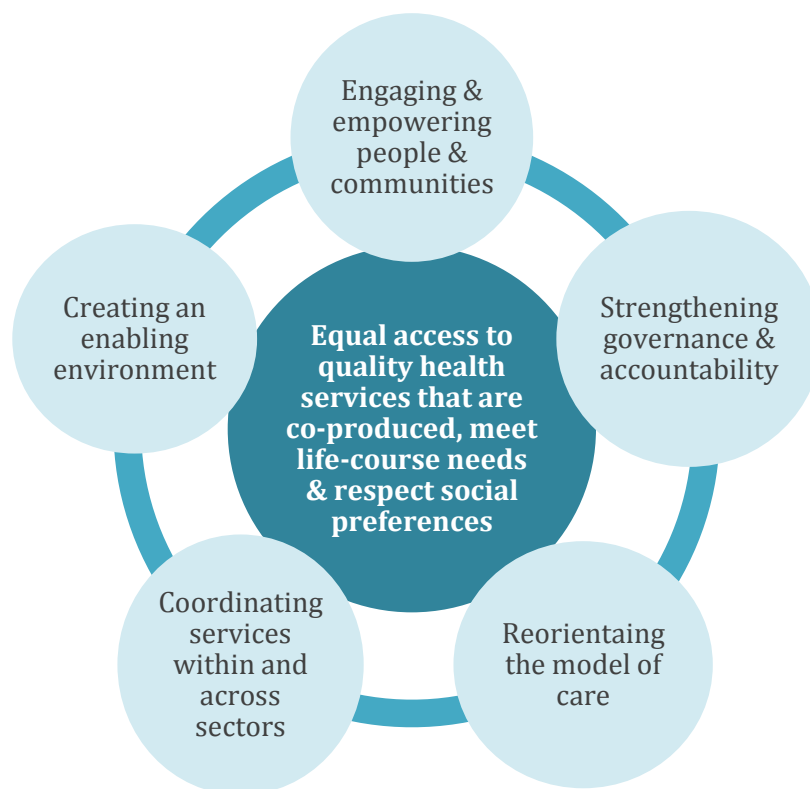 Engaging &
empowering
people &
communities
Strengthening
governance &
accountability
Reorientaing
the model of
care
Coordinating
services
within and
across
sectors
Creating an
enabling
environment
Equal access to
quality health
services that are
co-produced, meet
life-course needs
& respect social
preferences